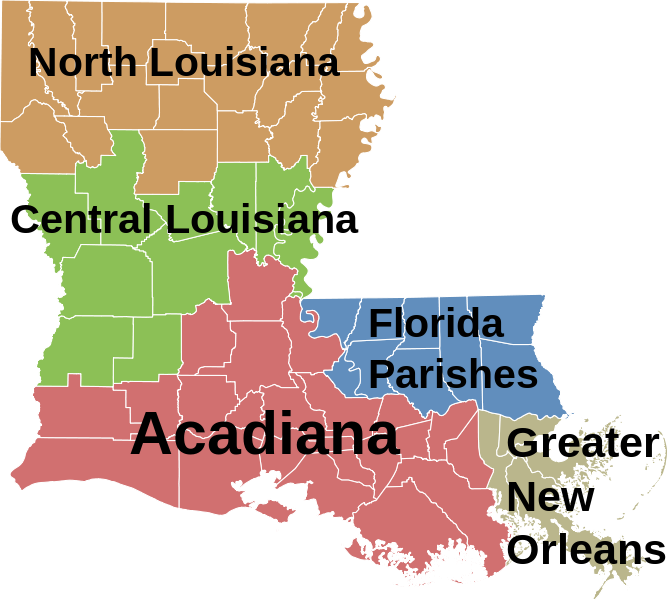 North Louisiana
Central Louisiana
Florida
Parishes
Acadiana
Greater
New
Orleans